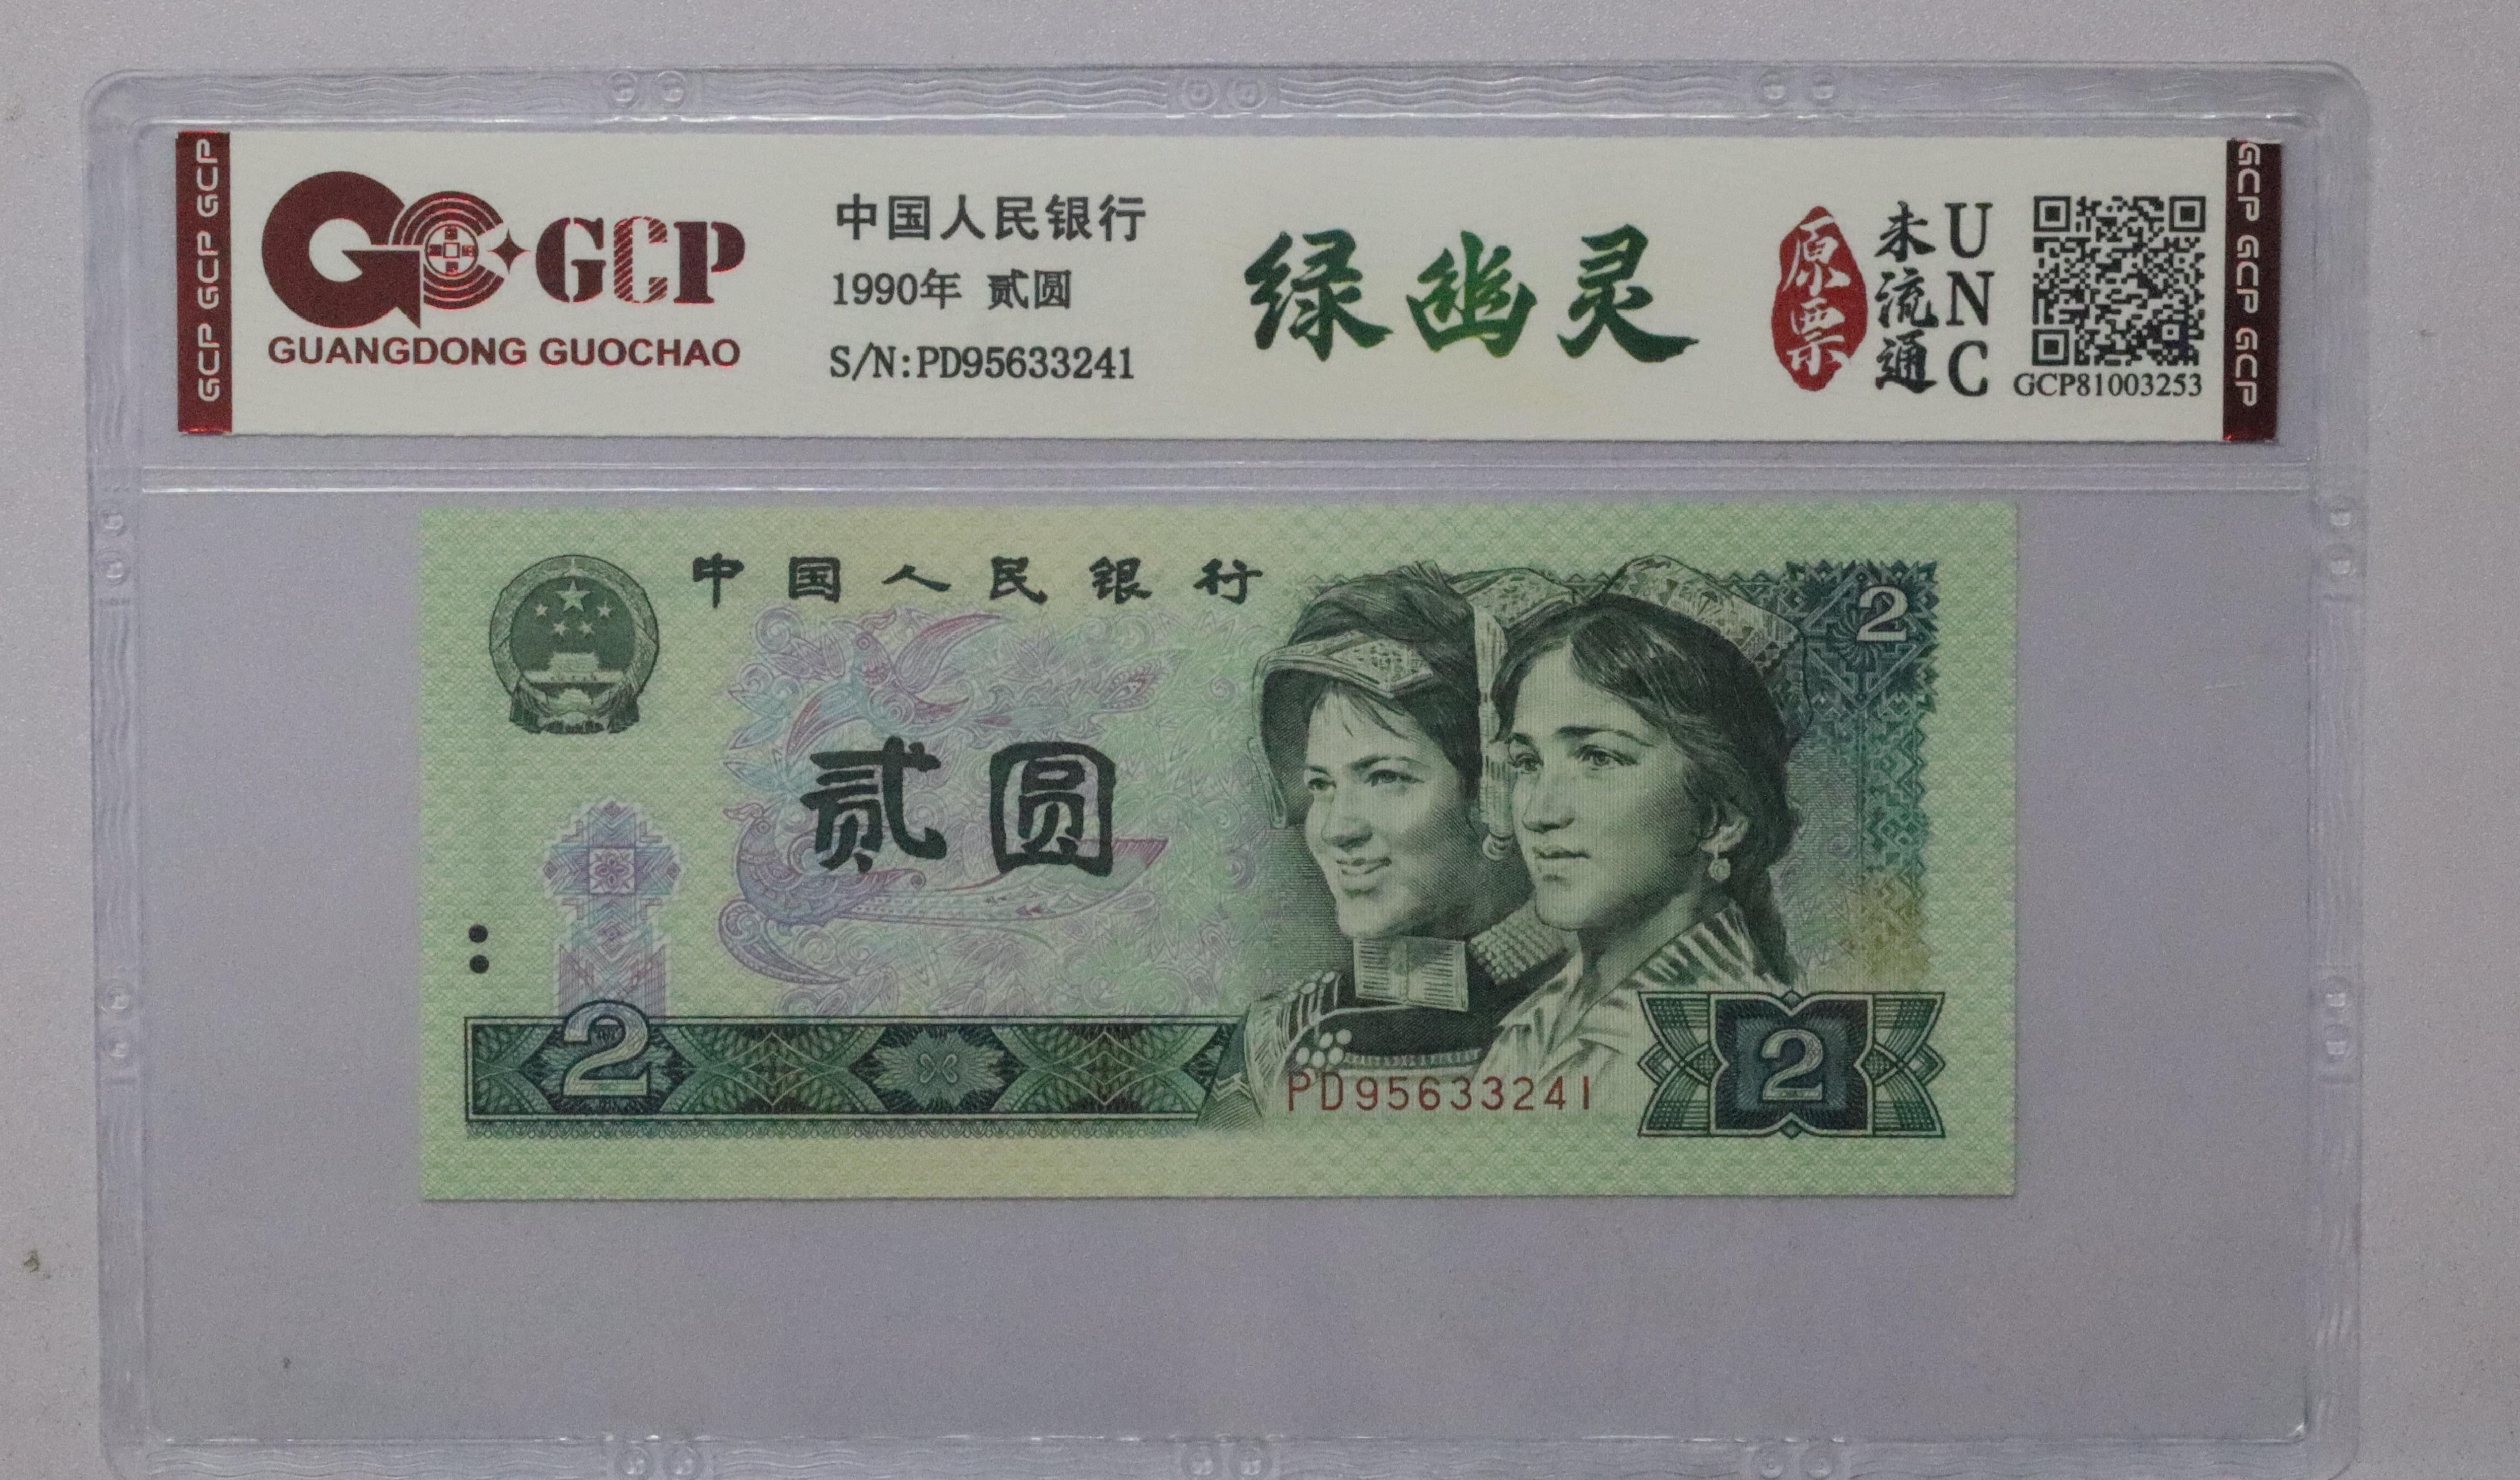 GCP GCP GCP
GCP
GUANGDONG GUOCHAO
中国人民银行
1990年 贰圆
S/N:PD95633241
绿幽灵
原票
未流通
UNC
GCP81003253
GCP GCP GCP
中国人民银行
2
贰圆
2
PD95633241
2